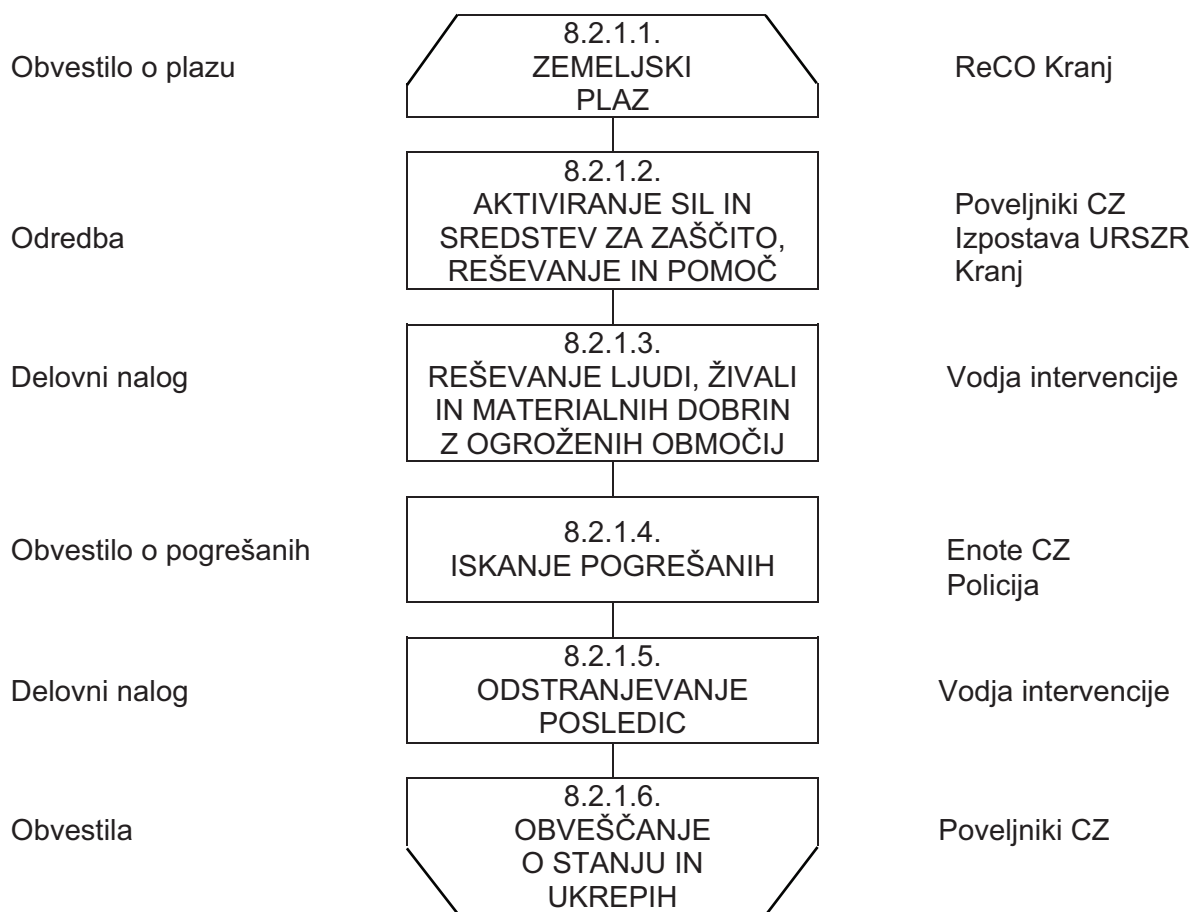 Obvestilo o plazu
8.2.1.1.
ZEMELJSKI
PLAZ
ReCO Kranj
Odredba
8.2.1.2.
AKTIVIRANJE SIL IN
SREDSTEV ZA ZAŠČITO,
REŠEVANJE IN POMOČ
Poveljniki CZ
Izpostava URSZR
Kranj
Delovni nalog
8.2.1.3.
REŠEVANJE LJUDI, ŽIVALI
IN MATERIALNIH DOBRIN
Z OGROŽENIH OBMOČIJ
Vodja intervencije
Obvestilo o pogrešanih
8.2.1.4.
ISKANJE POGREŠANIH
Enote CZ
Policija
Delovni nalog
8.2.1.5.
ODSTRANJEVANJE
POSLEDIC
Vodja intervencije
Obvestila
8.2.1.6.
OBVEŠČANJE
O STANJU IN
UKREPIH
Poveljniki CZ